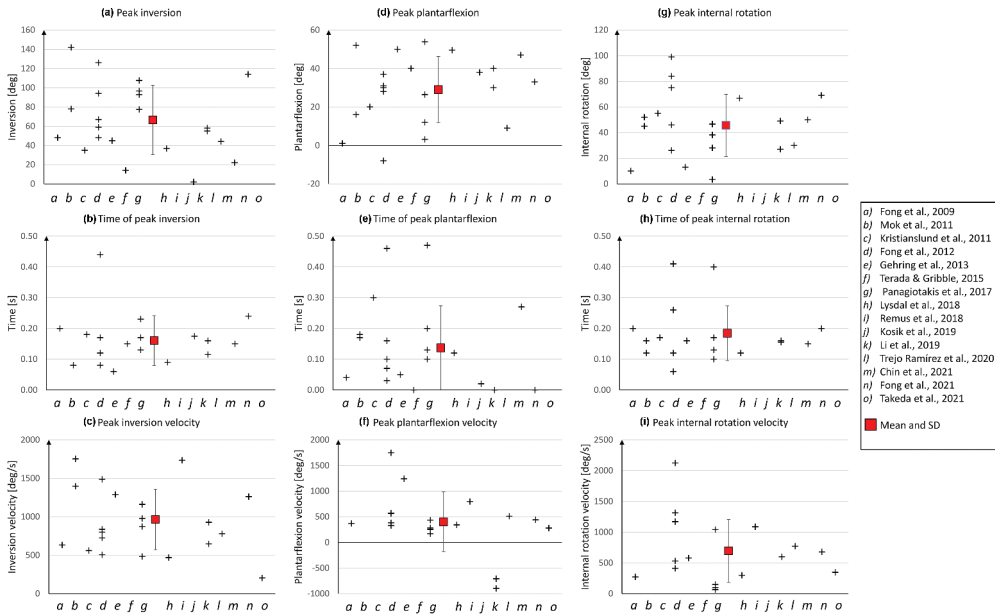 (a) Peak inversion
Inversion [deg]
160
140
120
100
80
60
40
20
0
a b c d e f g h i j k l m n o
(d) Peak plantarflexion
Plantarflexion [deg]
60
40
20
0
-20
a b c d e f g h i j k l m n o
(g) Peak internal rotation
Internal rotation [deg]
120
100
80
60
40
20
0
a b c d e f g h i j k l m n o
(b) Time of peak inversion
Time [s]
0.50
0.40
0.30
0.20
0.10
0.00
a b c d e f g h i j k l m n o
(e) Time of peak plantarflexion
Time [s]
0.50
0.40
0.30
0.20
0.10
0.00
a b c d e f g h i j k l m n o
(h) Time of peak internal rotation
Time [s]
0.50
0.40
0.30
0.20
0.10
0.00
a b c d e f g h i j k l m n o
(c) Peak inversion velocity
Inversion velocity [deg/s]
2000
1500
1000
500
0
a b c d e f g h i j k l m n o
(f) Peak plantarflexion velocity
Plantarflexion velocity [deg/s]
2000
1500
1000
500
0
-500
-1000
a b c d e f g h i j k l m n o
(i) Peak internal rotation velocity
Internal rotation velocity [deg/s]
2500
2000
1500
1000
500
0
a b c d e f g h i j k l m n o
a) Fong et al., 2009
b) Mok et al., 2011
c) Kristianslund et al., 2011
d) Fong et al., 2012
e) Gehring et al., 2013
f) Terada & Gribble, 2015
g) Panagiotakis et al., 2017
h) Lysdal et al., 2018
i) Remus et al., 2018
j) Kosik et al., 2019
k) Li et al., 2019
l) Trejo Ramírez et al., 2020
m) Chin et al., 2021
n) Fong et al., 2021
o) Takeda et al., 2021
Mean and SD